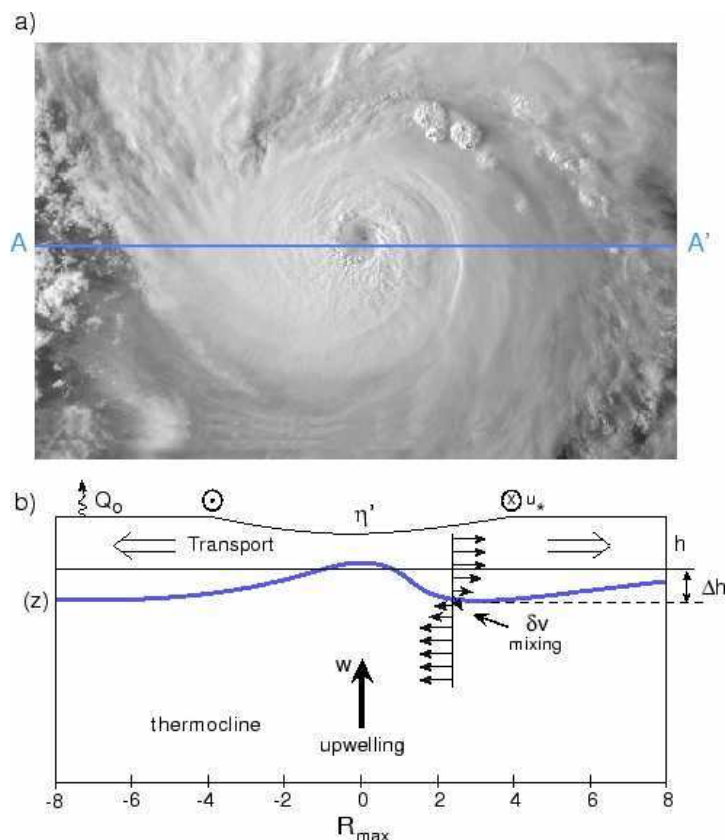 a)
A A'
b)
Q₀ η' u*
Transport h
(z) Δh
δv
mixing
w
thermocline
upwelling
-8 -6 -4 -2 0 2 4 6 8
Rmax